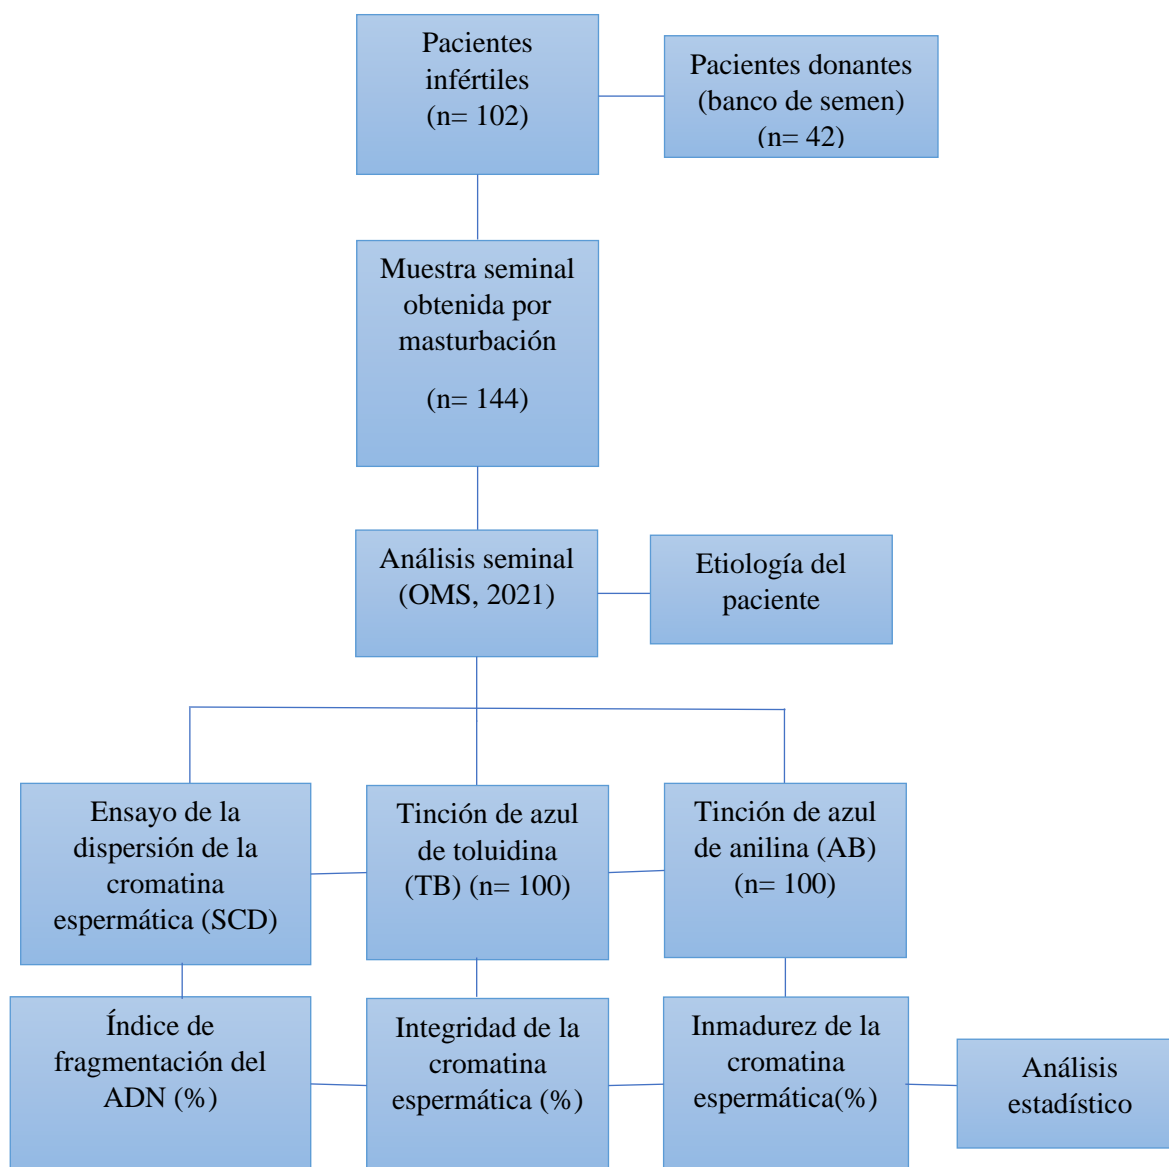 Pacientes
infértiles
(n= 102)
Pacientes donantes
(banco de semen)
(n= 42)
Muestra seminal
obtenida por
masturbación
(n= 144)
Análisis seminal
(OMS, 2021)
Etiología del
paciente
Ensayo de la
dispersión de la
cromatina
espermática (SCD)
Tinción de azul
de toluidina
(TB) (n= 100)
Tinción de azul
de anilina (AB)
(n= 100)
Índice de
fragmentación del
ADN (%)
Integridad de la
cromatina
espermática (%)
Inmadurez de la
cromatina
espermática(%)
Análisis
estadístico